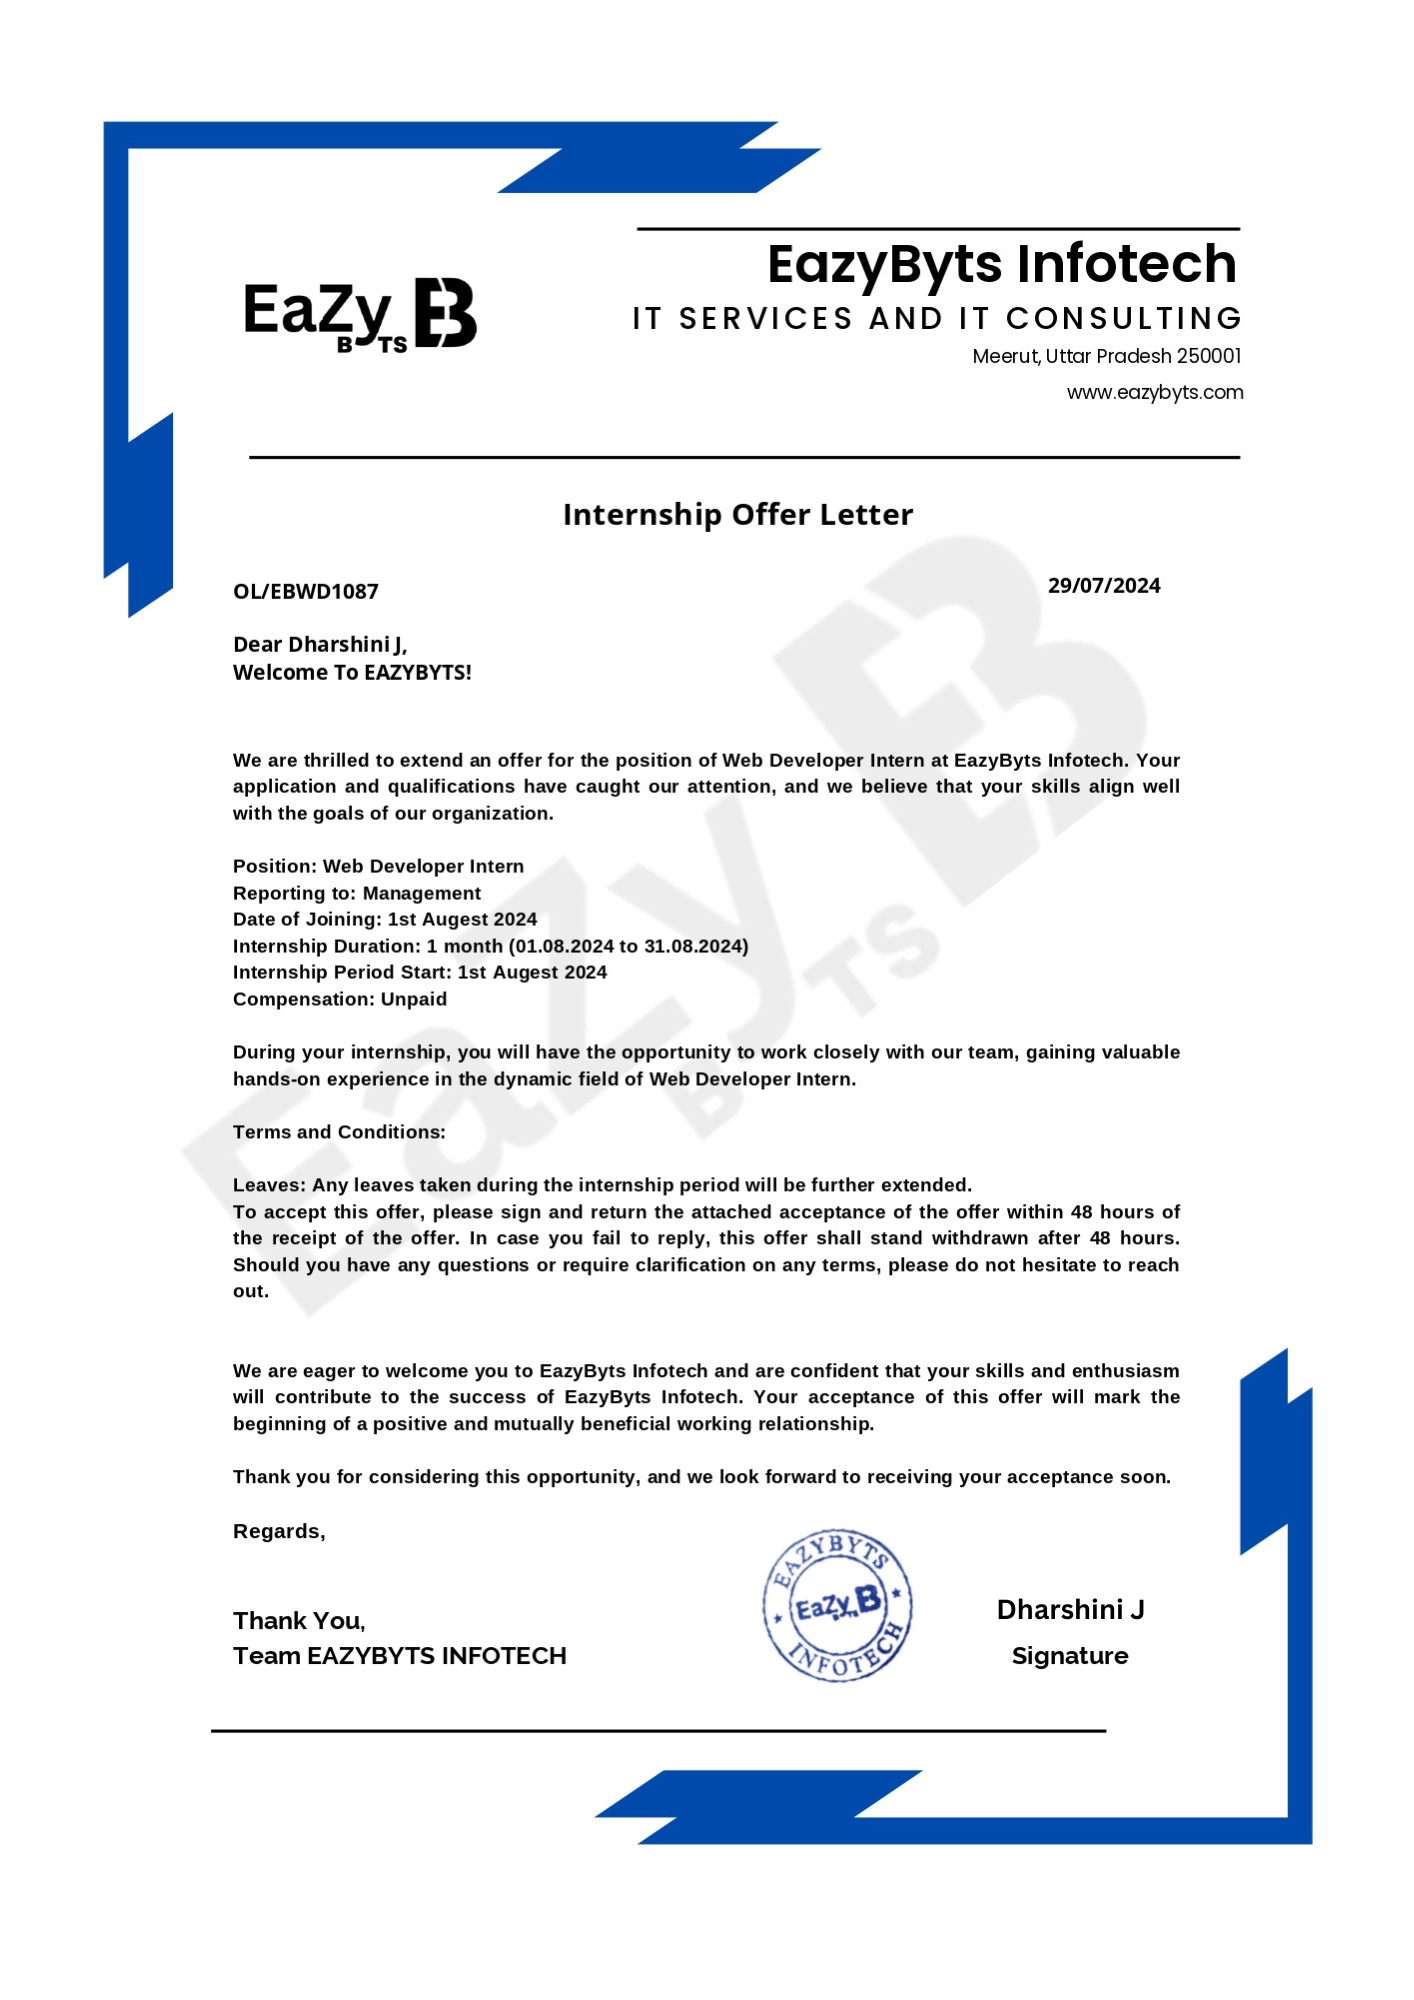 EaZy B
B TS
EazyByts Infotech
IT SERVICES AND IT CONSULTING
Meerut, Uttar Pradesh 250001
www.eazybyts.com
Internship Offer Letter
OL/EBWD1087
29/07/2024
Dear Dharshini J,
Welcome To EAZYBYTS!
We are thrilled to extend an offer for the position of Web Developer Intern at EazyByts Infotech. Your
application and qualifications have caught our attention, and we believe that your skills align well
with the goals of our organization.
Position: Web Developer Intern
Reporting to: Management
Date of Joining: 1st Augest 2024
Internship Duration: 1 month (01.08.2024 to 31.08.2024)
Internship Period Start: 1st Augest 2024
Compensation: Unpaid
During your internship, you will have the opportunity to work closely with our team, gaining valuable
hands-on experience in the dynamic field of Web Developer Intern.
Terms and Conditions:
Leaves: Any leaves taken during the internship period will be further extended.
To accept this offer, please sign and return the attached acceptance of the offer within 48 hours of
the receipt of the offer. In case you fail to reply, this offer shall stand withdrawn after 48 hours.
Should you have any questions or require clarification on any terms, please do not hesitate to reach
out.
We are eager to welcome you to EazyByts Infotech and are confident that your skills and enthusiasm
will contribute to the success of EazyByts Infotech. Your acceptance of this offer will mark the
beginning of a positive and mutually beneficial working relationship.
Thank you for considering this opportunity, and we look forward to receiving your acceptance soon.
Regards,
Thank You,
Team EAZYBYTS INFOTECH
EAZYBYTS
EaZy B
B TS
INFOTECH
Dharshini J
Signature
EaZy B
B TS